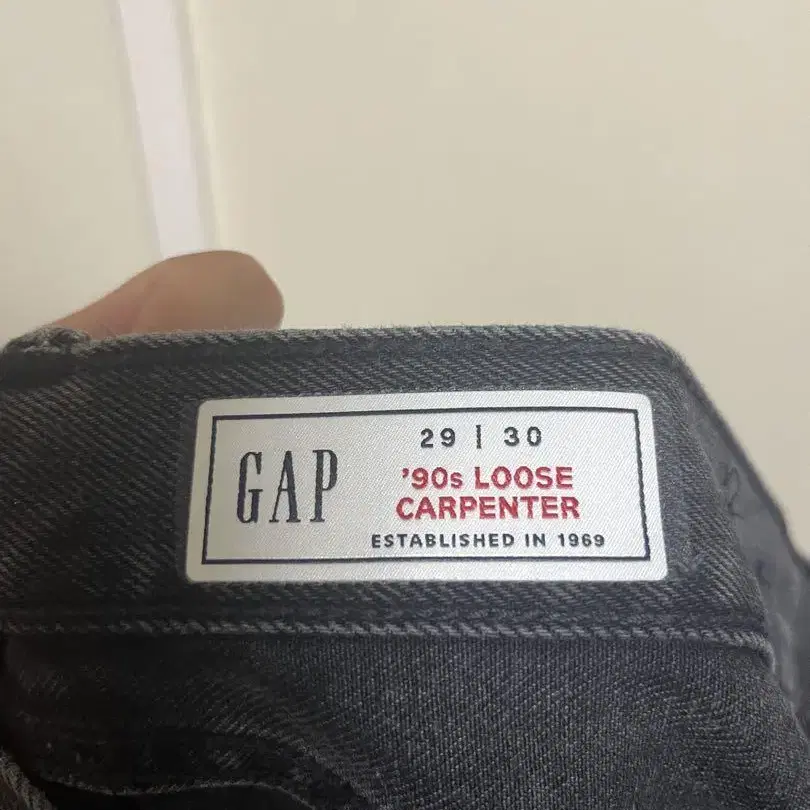 GAP
29 | 30
'90s LOOSE
CARPENTER
ESTABLISHED IN 1969